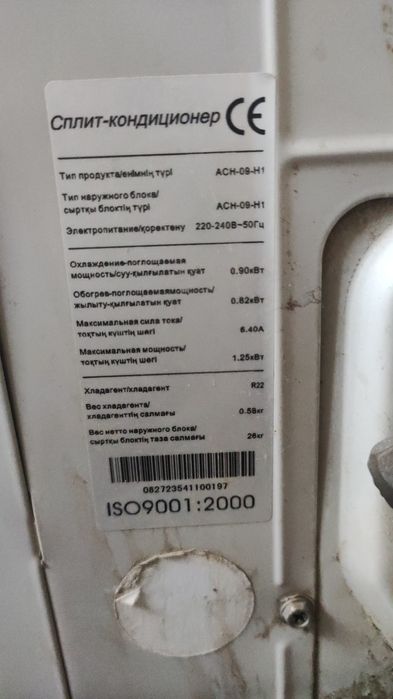 Сплит-кондиционер CE
Тип продукта/өнімнің түрі ACH-09-H1
Тип наружного блока/
сыртқы блоктің түрі ACH-09-H1
Электропитание/қоректену 220-240В~50Гц
Охлаждение-поглощаемая
мощность/суу-қылғылатын қуат 0.90кВт
Обогрев-поглощаемаямощность/
жылыту-қылғылатын қуат 0.82кВт
Максимальная сила тока/
тоқтың күштің шегі 6.40А
Максимальная мощность/
тоқтың күштің шегі 1.25кВт
Хладагент/хладагент R22
Вес хладагента/
хладагенттің салмағы 0.58кг
Вес нетто наружного блока/
сыртқы блоктің таза салмағы 26кг
082723541100197
ISO9001:2000